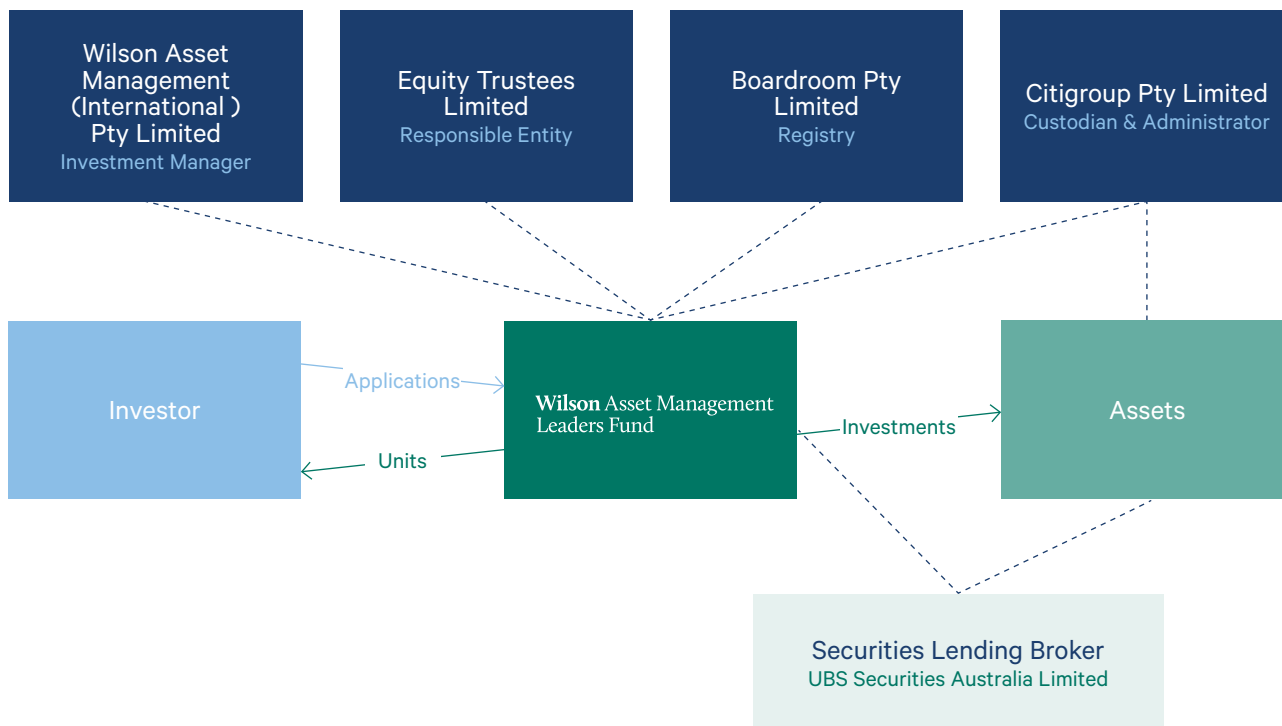 Wilson Asset
Management
(International )
Pty Limited
Investment Manager
Equity Trustees
Limited
Responsible Entity
Boardroom Pty
Limited
Registry
Citigroup Pty Limited
Custodian & Administrator
Investor
Applications
Units
Wilson Asset Management
Leaders Fund
Investments
Assets
Securities Lending Broker
UBS Securities Australia Limited